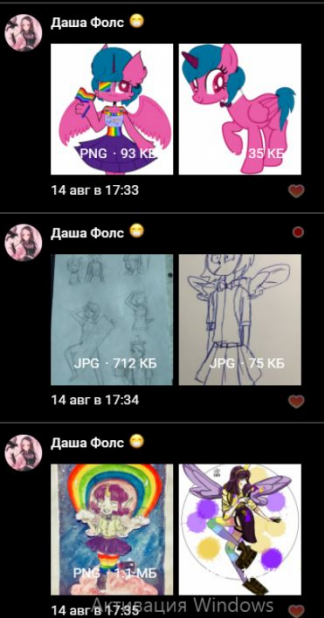 Даша Фолс
PNG · 93 КБ
35 КБ
14 авг в 17:33
Даша Фолс
JPG · 712 КБ
JPG · 75 КБ
14 авг в 17:34
Даша Фолс
PNG · 1,1 МБ
14 авг в 17:35
Активация Windows